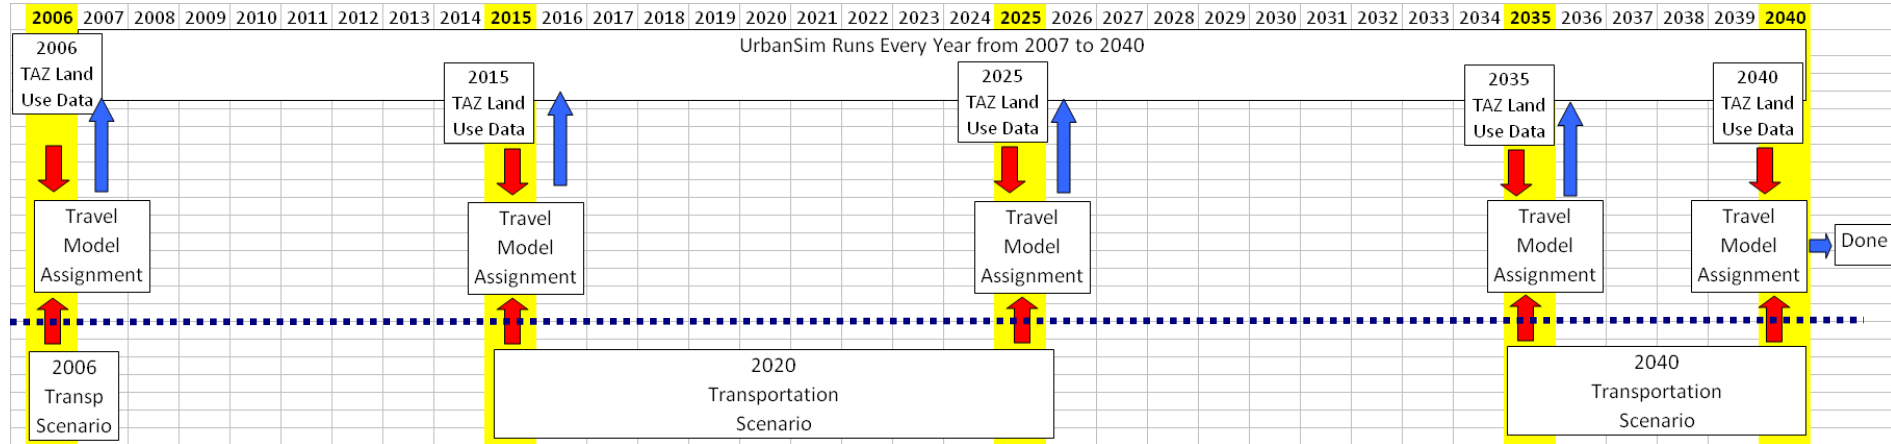 2006 2007 2008 2009 2010 2011 2012 2013 2014 2015 2016 2017 2018 2019 2020 2021 2022 2023 2024 2025 2026 2027 2028 2029 2030 2031 2032 2033 2034 2035 2036 2037 2038 2039 2040
UrbanSim Runs Every Year from 2007 to 2040
2006
TAZ Land
Use Data
2015
TAZ Land
Use Data
2025
TAZ Land
Use Data
2035
TAZ Land
Use Data
2040
TAZ Land
Use Data
Travel
Model
Assignment
Travel
Model
Assignment
Travel
Model
Assignment
Travel
Model
Assignment
Travel
Model
Assignment
Done
2006
Transp
Scenario
2020
Transportation
Scenario
2040
Transportation
Scenario